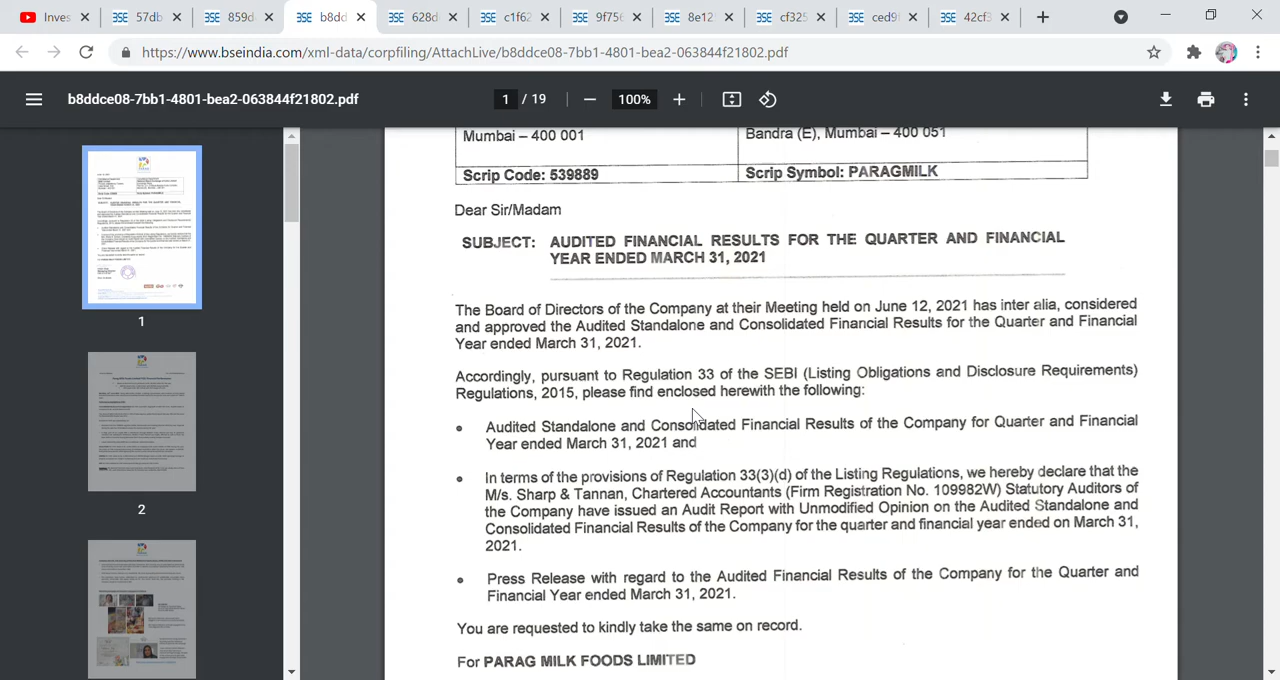 Inves
57db
859d
b8dd
628d
c1f62
9f756
8e12
cf325
ced9f
42cf3
https://www.bseindia.com/xml-data/corpfiling/AttachLive/b8ddce08-7bb1-4801-bea2-063844f21802.pdf
b8ddce08-7bb1-4801-bea2-063844f21802.pdf
1 / 19
100%
Mumbai – 400 001
Bandra (E), Mumbai – 400 051
Scrip Code: 539889
Scrip Symbol: PARAGMILK
Dear Sir/Madam
SUBJECT: AUDITED FINANCIAL RESULTS FOR THE QUARTER AND FINANCIAL
YEAR ENDED MARCH 31, 2021
The Board of Directors of the Company at their Meeting held on June 12, 2021 has inter alia, considered
and approved the Audited Standalone and Consolidated Financial Results for the Quarter and Financial
Year ended March 31, 2021.
Accordingly, pursuant to Regulation 33 of the SEBI (Listing Obligations and Disclosure Requirements)
Regulations, 2015, please find enclosed herewith the following:
• Audited Standalone and Consolidated Financial Results of the Company for Quarter and Financial
Year ended March 31, 2021 and
• In terms of the provisions of Regulation 33(3)(d) of the Listing Regulations, we hereby declare that the
M/s. Sharp & Tannan, Chartered Accountants (Firm Registration No. 109982W) Statutory Auditors of
the Company have issued an Audit Report with Unmodified Opinion on the Audited Standalone and
Consolidated Financial Results of the Company for the quarter and financial year ended on March 31,
2021.
• Press Release with regard to the Audited Financial Results of the Company for the Quarter and
Financial Year ended March 31, 2021.
You are requested to kindly take the same on record.
For PARAG MILK FOODS LIMITED
1
2